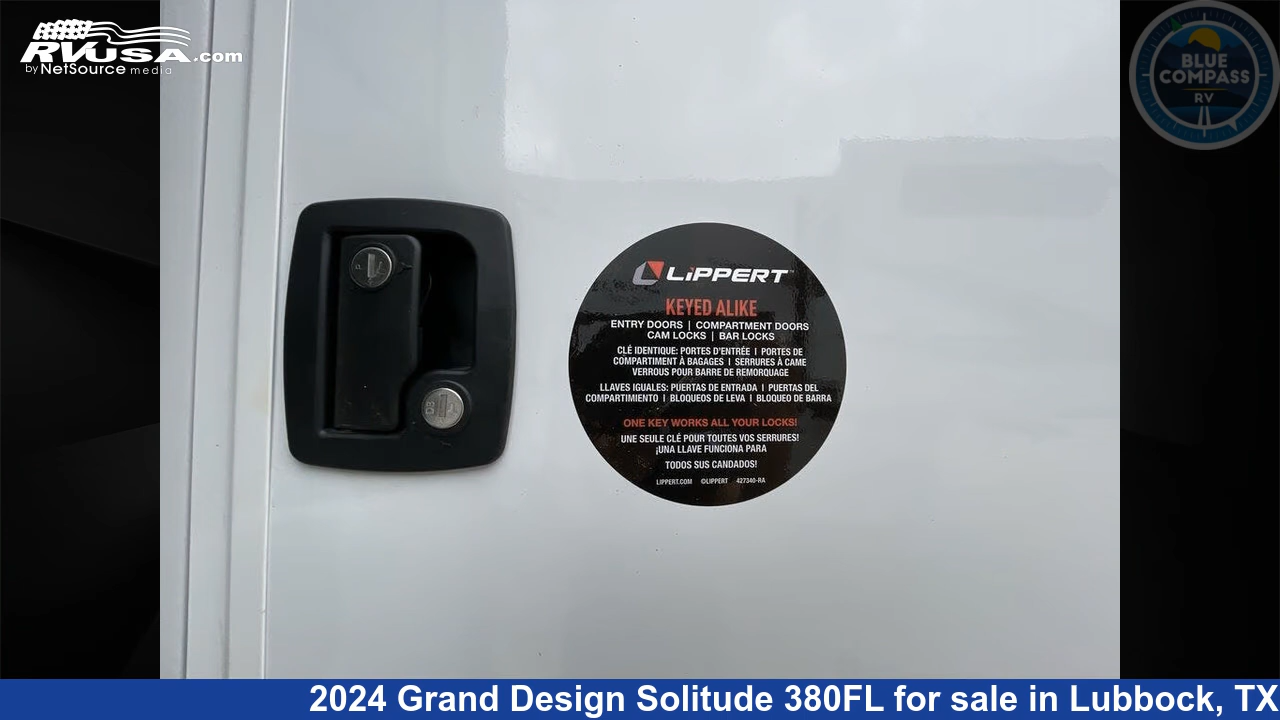 RVUSA.com
by NetSource media
BLUE
COMPASS
RV
LiPPERT™
KEYED ALIKE
ENTRY DOORS | COMPARTMENT DOORS
CAM LOCKS | BAR LOCKS
CLÉ IDENTIQUE: PORTES D'ENTRÉE | PORTES DE
COMPARTIMENT À BAGAGES | SERRURES À CAME
VERROUS POUR BARRE DE REMORQUAGE
LLAVES IGUALES: PUERTAS DE ENTRADA | PUERTAS DEL
COMPARTIMIENTO | BLOQUEOS DE LEVA | BLOQUEO DE BARRA
ONE KEY WORKS ALL YOUR LOCKS!
UNE SEULE CLÉ POUR TOUTES VOS SERRURES!
¡UNA LLAVE FUNCIONA PARA
TODOS SUS CANDADOS!
LIPPERT.COM ©LIPPERT 427340-RA
2024 Grand Design Solitude 380FL for sale in Lubbock, TX